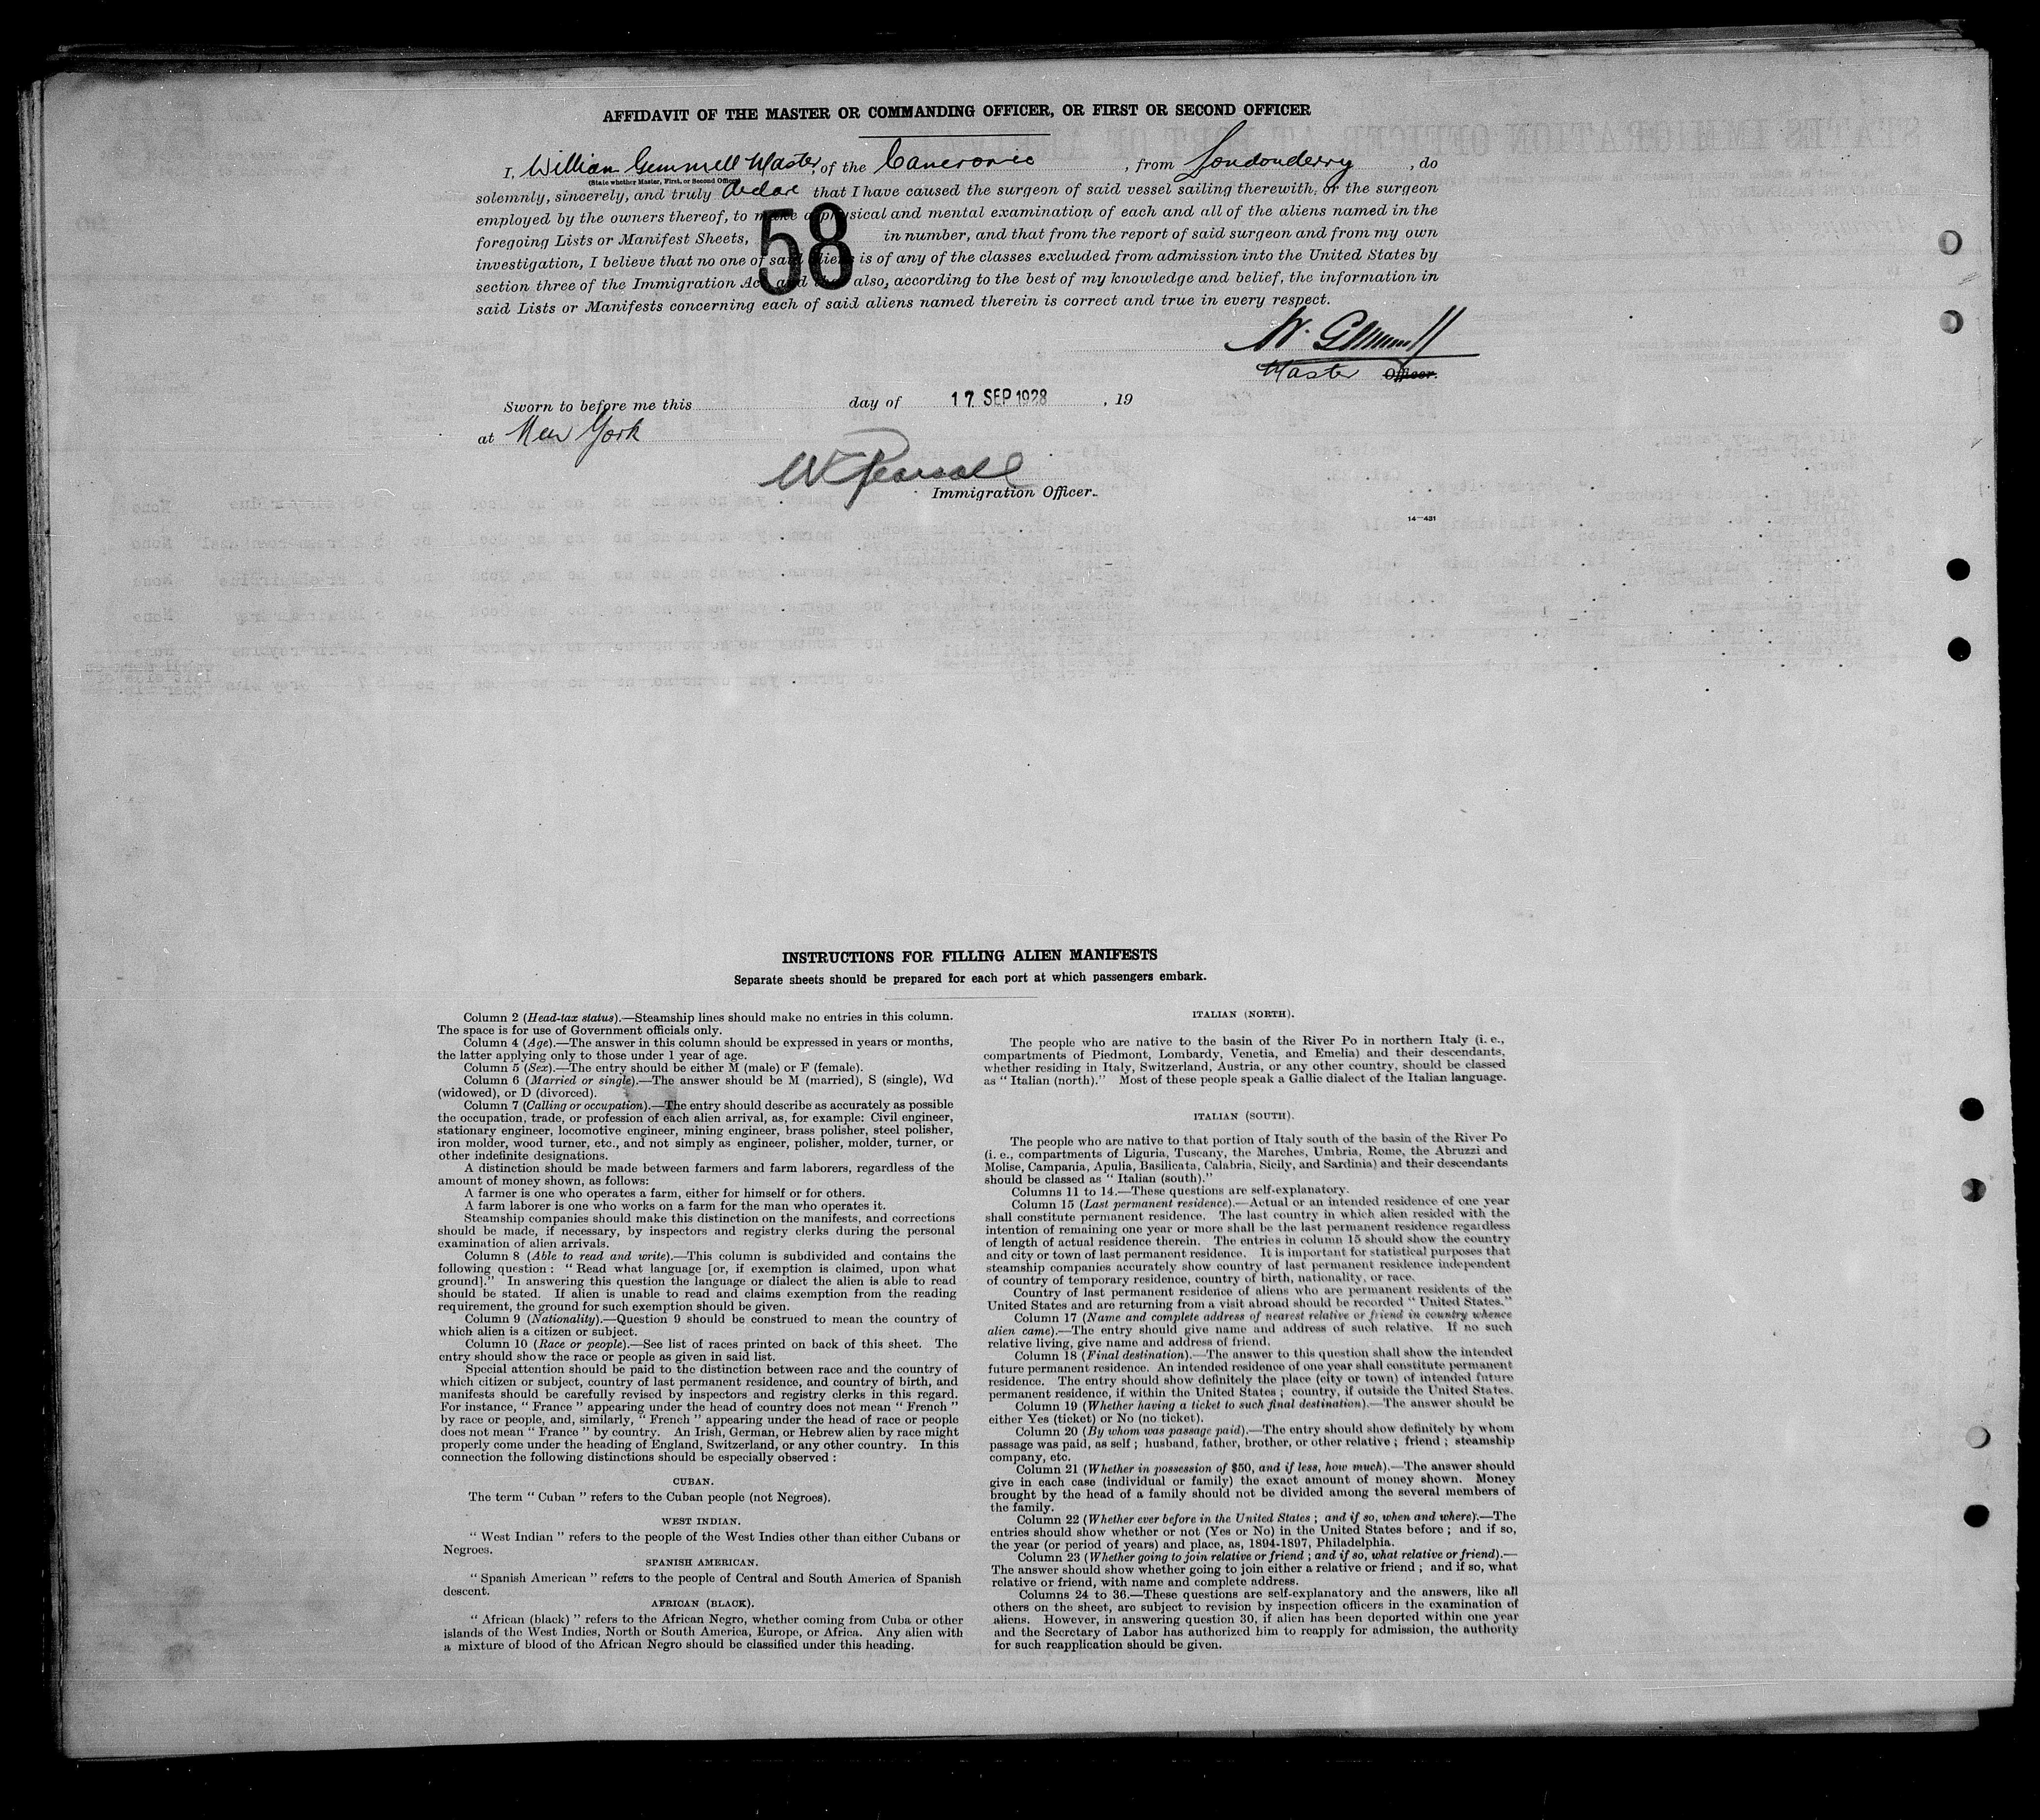 AFFIDAVIT OF THE MASTER OR COMMANDING OFFICER, OR FIRST OR SECOND OFFICER
I, William Gemmell Master, of the Cameronia, from Londonderry, do
(State whether Master, First, or Second Officer)
solemnly, sincerely, and truly declare that I have caused the surgeon of said vessel sailing therewith, or the surgeon
employed by the owners thereof, to make a physical and mental examination of each and all of the aliens named in the
foregoing Lists or Manifest Sheets, 58 in number, and that from the report of said surgeon and from my own
investigation, I believe that no one of said aliens is of any of the classes excluded from admission into the United States by
section three of the Immigration Act, and that also, according to the best of my knowledge and belief, the information in
said Lists or Manifests concerning each of said aliens named therein is correct and true in every respect.
W. Gemmell
Master Officer.
Sworn to before me this day of 17 SEP 1928, 19
at New York
Immigration Officer.
14—431
INSTRUCTIONS FOR FILLING ALIEN MANIFESTS
Separate sheets should be prepared for each port at which passengers embark.
Column 2 (Head-tax status).—Steamship lines should make no entries in this column.
The space is for use of Government officials only.
Column 4 (Age).—The answer in this column should be expressed in years or months,
the latter applying only to those under 1 year of age.
Column 5 (Sex).—The entry should be either M (male) or F (female).
Column 6 (Married or single).—The answer should be M (married), S (single), Wd
(widowed), or D (divorced).
Column 7 (Calling or occupation).—The entry should describe as accurately as possible
the occupation, trade, or profession of each alien arrival, as, for example: Civil engineer,
stationary engineer, locomotive engineer, mining engineer, brass polisher, steel polisher,
iron molder, wood turner, etc., and not simply as engineer, polisher, molder, turner, or
other indefinite designations.
A distinction should be made between farmers and farm laborers, regardless of the
amount of money shown, as follows:
A farmer is one who operates a farm, either for himself or for others.
A farm laborer is one who works on a farm for the man who operates it.
Steamship companies should make this distinction on the manifests, and corrections
should be made, if necessary, by inspectors and registry clerks during the personal
examination of alien arrivals.
Column 8 (Able to read and write).—This column is subdivided and contains the
following question: "Read what language [or, if exemption is claimed, upon what
ground]." In answering this question the language or dialect the alien is able to read
should be stated. If alien is unable to read and claims exemption from the reading
requirement, the ground for such exemption should be given.
Column 9 (Nationality).—Question 9 should be construed to mean the country of
which alien is a citizen or subject.
Column 10 (Race or people).—See list of races printed on back of this sheet. The
entry should show the race or people as given in said list.
Special attention should be paid to the distinction between race and the country of
which citizen or subject, country of last permanent residence, and country of birth, and
manifests should be carefully revised by inspectors and registry clerks in this regard.
For instance, "France" appearing under the head of country does not mean "French"
by race or people, and, similarly, "French" appearing under the head of race or people
does not mean "France" by country. An Irish, German, or Hebrew alien by race might
properly come under the heading of England, Switzerland, or any other country. In this
connection the following distinctions should be especially observed:
CUBAN.
The term "Cuban" refers to the Cuban people (not Negroes).
WEST INDIAN.
"West Indian" refers to the people of the West Indies other than either Cubans or
Negroes.
SPANISH AMERICAN.
"Spanish American" refers to the people of Central and South America of Spanish
descent.
AFRICAN (BLACK).
"African (black)" refers to the African Negro, whether coming from Cuba or other
islands of the West Indies, North or South America, Europe, or Africa. Any alien with
a mixture of blood of the African Negro should be classified under this heading.
ITALIAN (NORTH).
The people who are native to the basin of the River Po in northern Italy (i. e.,
compartments of Piedmont, Lombardy, Venetia, and Emelia) and their descendants,
whether residing in Italy, Switzerland, Austria, or any other country, should be classed
as "Italian (north)." Most of these people speak a Gallic dialect of the Italian language.
ITALIAN (SOUTH).
The people who are native to that portion of Italy south of the basin of the River Po
(i. e., compartments of Liguria, Tuscany, the Marches, Umbria, Rome, the Abruzzi and
Molise, Campania, Apulia, Basilicata, Calabria, Sicily, and Sardinia) and their descendants
should be classed as "Italian (south)."
Columns 11 to 14.—These questions are self-explanatory.
Column 15 (Last permanent residence).—Actual or an intended residence of one year
shall constitute permanent residence. The last country in which alien resided with the
intention of remaining one year or more shall be the last permanent residence regardless
of length of actual residence therein. The entries in column 15 should show the country
and city or town of last permanent residence. It is important for statistical purposes that
steamship companies accurately show country of last permanent residence independent
of country of temporary residence, country of birth, nationality, or race.
Country of last permanent residence of aliens who are permanent residents of the
United States and are returning from a visit abroad should be recorded "United States."
Column 17 (Name and complete address of nearest relative or friend in country whence
alien came).—The entry should give name and address of such relative. If no such
relative living, give name and address of friend.
Column 18 (Final destination).—The answer to this question shall show the intended
future permanent residence. An intended residence of one year shall constitute permanent
residence. The entry should show definitely the place (city or town) of intended future
permanent residence, if within the United States; country, if outside the United States.
Column 19 (Whether having a ticket to such final destination).—The answer should be
either Yes (ticket) or No (no ticket).
Column 20 (By whom was passage paid).—The entry should show definitely by whom
passage was paid, as self; husband, father, brother, or other relative; friend; steamship
company, etc.
Column 21 (Whether in possession of $50, and if less, how much).—The answer should
give in each case (individual or family) the exact amount of money shown. Money
brought by the head of a family should not be divided among the several members of
the family.
Column 22 (Whether ever before in the United States; and if so, when and where).—The
entries should show whether or not (Yes or No) in the United States before; and if so,
the year (or period of years) and place, as, 1894-1897, Philadelphia.
Column 23 (Whether going to join relative or friend; and if so, what relative or friend).—
The answer should show whether going to join either a relative or friend; and if so, what
relative or friend, with name and complete address.
Columns 24 to 36.—These questions are self-explanatory and the answers, like all
others on the sheet, are subject to revision by inspection officers in the examination of
aliens. However, in answering question 30, if alien has been deported within one year
and the Secretary of Labor has authorized him to reapply for admission, the authority
for such reapplication should be given.